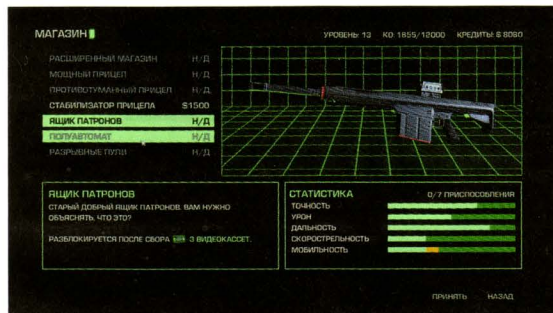 МАГАЗИН
УРОВЕНЬ: 13 КО: 1855/12000 КРЕДИТЫ: $ 8080
РАСШИРЕННЫЙ МАГАЗИН Н/Д
МОЩНЫЙ ПРИЦЕЛ Н/Д
ПРОТИВОТУМАННЫЙ ПРИЦЕЛ Н/Д
СТАБИЛИЗАТОР ПРИЦЕЛА $1500
ЯЩИК ПАТРОНОВ Н/Д
ПОЛУАВТОМАТ Н/Д
РАЗРЫВНЫЕ ПУЛИ Н/Д
ЯЩИК ПАТРОНОВ
СТАРЫЙ ДОБРЫЙ ЯЩИК ПАТРОНОВ. ВАМ НУЖНО
ОБЪЯСНЯТЬ, ЧТО ЭТО?
РАЗБЛОКИРУЕТСЯ ПОСЛЕ СБОРА 3 ВИДЕОКАССЕТ.
СТАТИСТИКА 0/7 ПРИСПОСОБЛЕНИЯ
ТОЧНОСТЬ
УРОН
ДАЛЬНОСТЬ
СКОРОСТРЕЛЬНОСТЬ
МОБИЛЬНОСТЬ
ПРИНЯТЬ НАЗАД